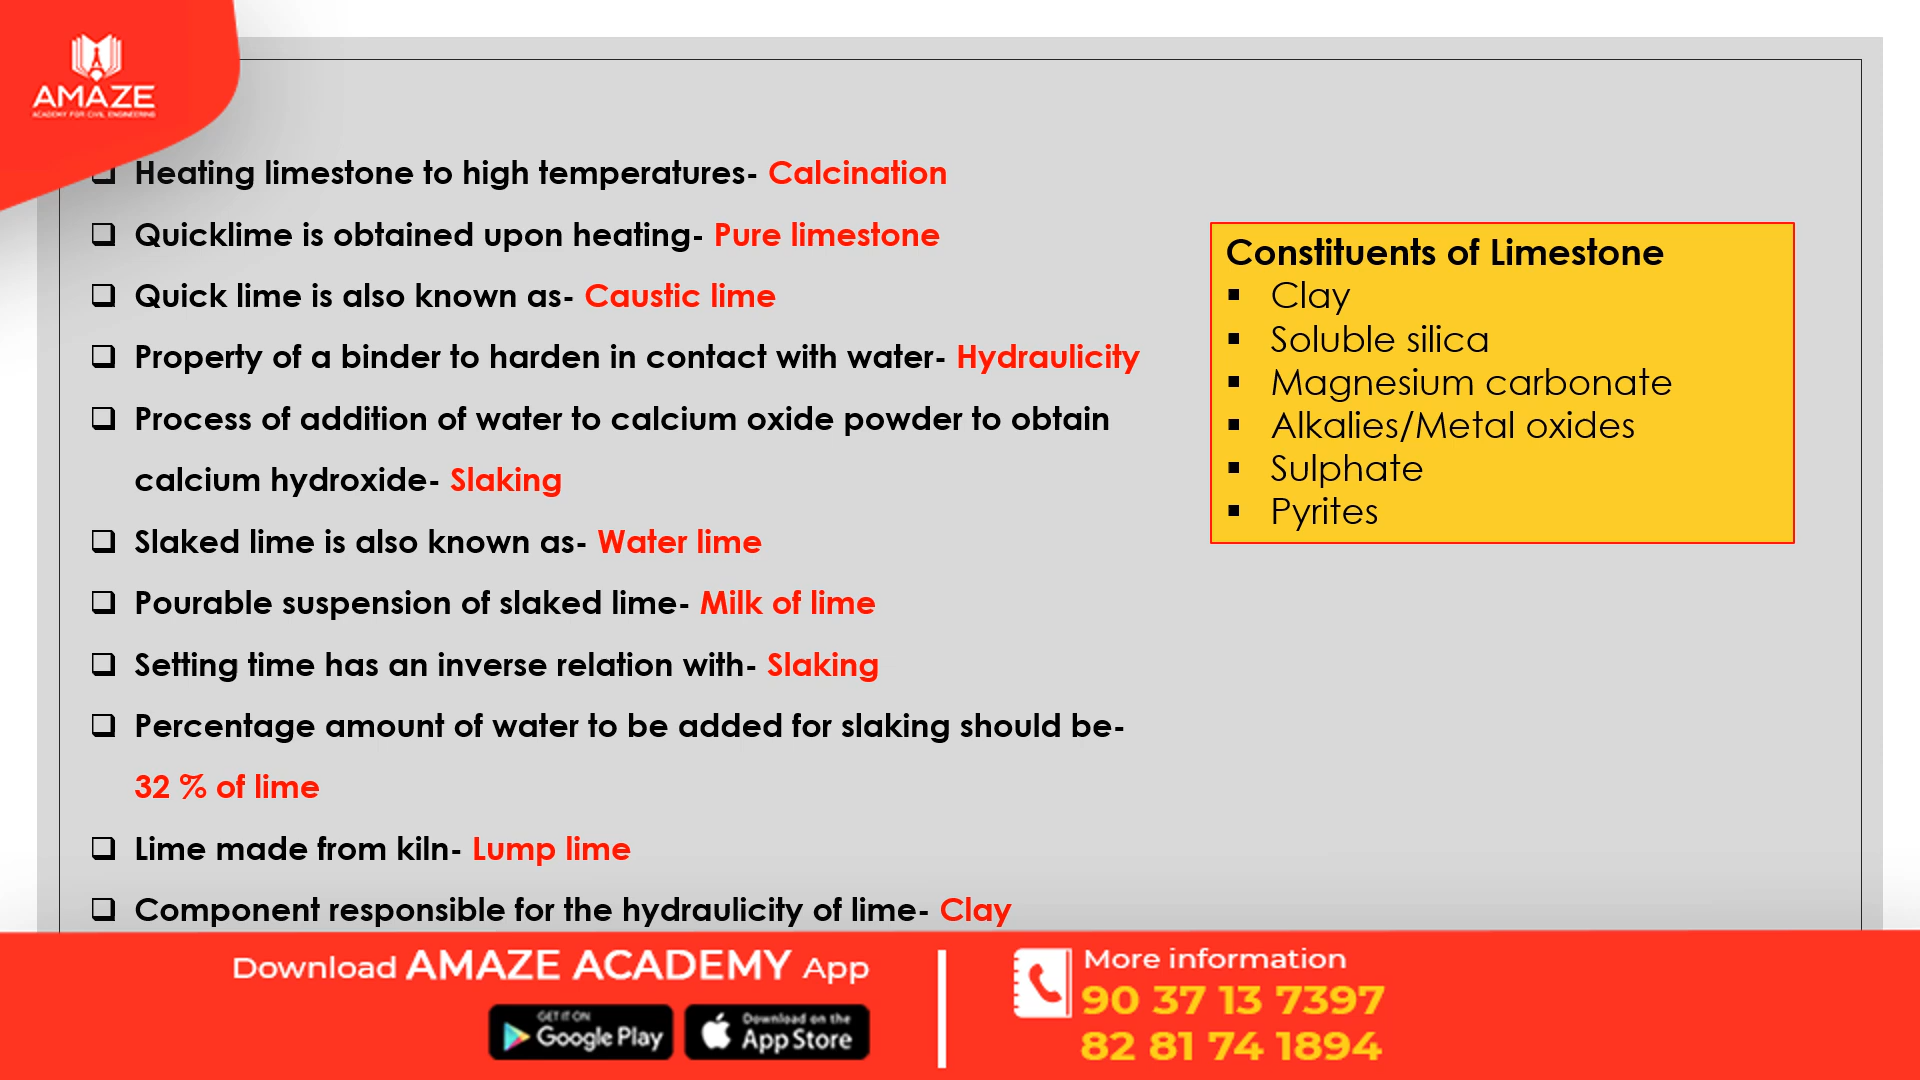 AMAZE
ACADEMY FOR CIVIL ENGINEERING
❑ Heating limestone to high temperatures- Calcination
❑ Quicklime is obtained upon heating- Pure limestone
❑ Quick lime is also known as- Caustic lime
❑ Property of a binder to harden in contact with water- Hydraulicity
❑ Process of addition of water to calcium oxide powder to obtain
calcium hydroxide- Slaking
❑ Slaked lime is also known as- Water lime
❑ Pourable suspension of slaked lime- Milk of lime
❑ Setting time has an inverse relation with- Slaking
❑ Percentage amount of water to be added for slaking should be-
32 % of lime
❑ Lime made from kiln- Lump lime
❑ Component responsible for the hydraulicity of lime- Clay
Constituents of Limestone
▪ Clay
▪ Soluble silica
▪ Magnesium carbonate
▪ Alkalies/Metal oxides
▪ Sulphate
▪ Pyrites
Download AMAZE ACADEMY App
GET IT ON
Google Play
Download on the
App Store
More information
90 37 13 7397
82 81 74 1894